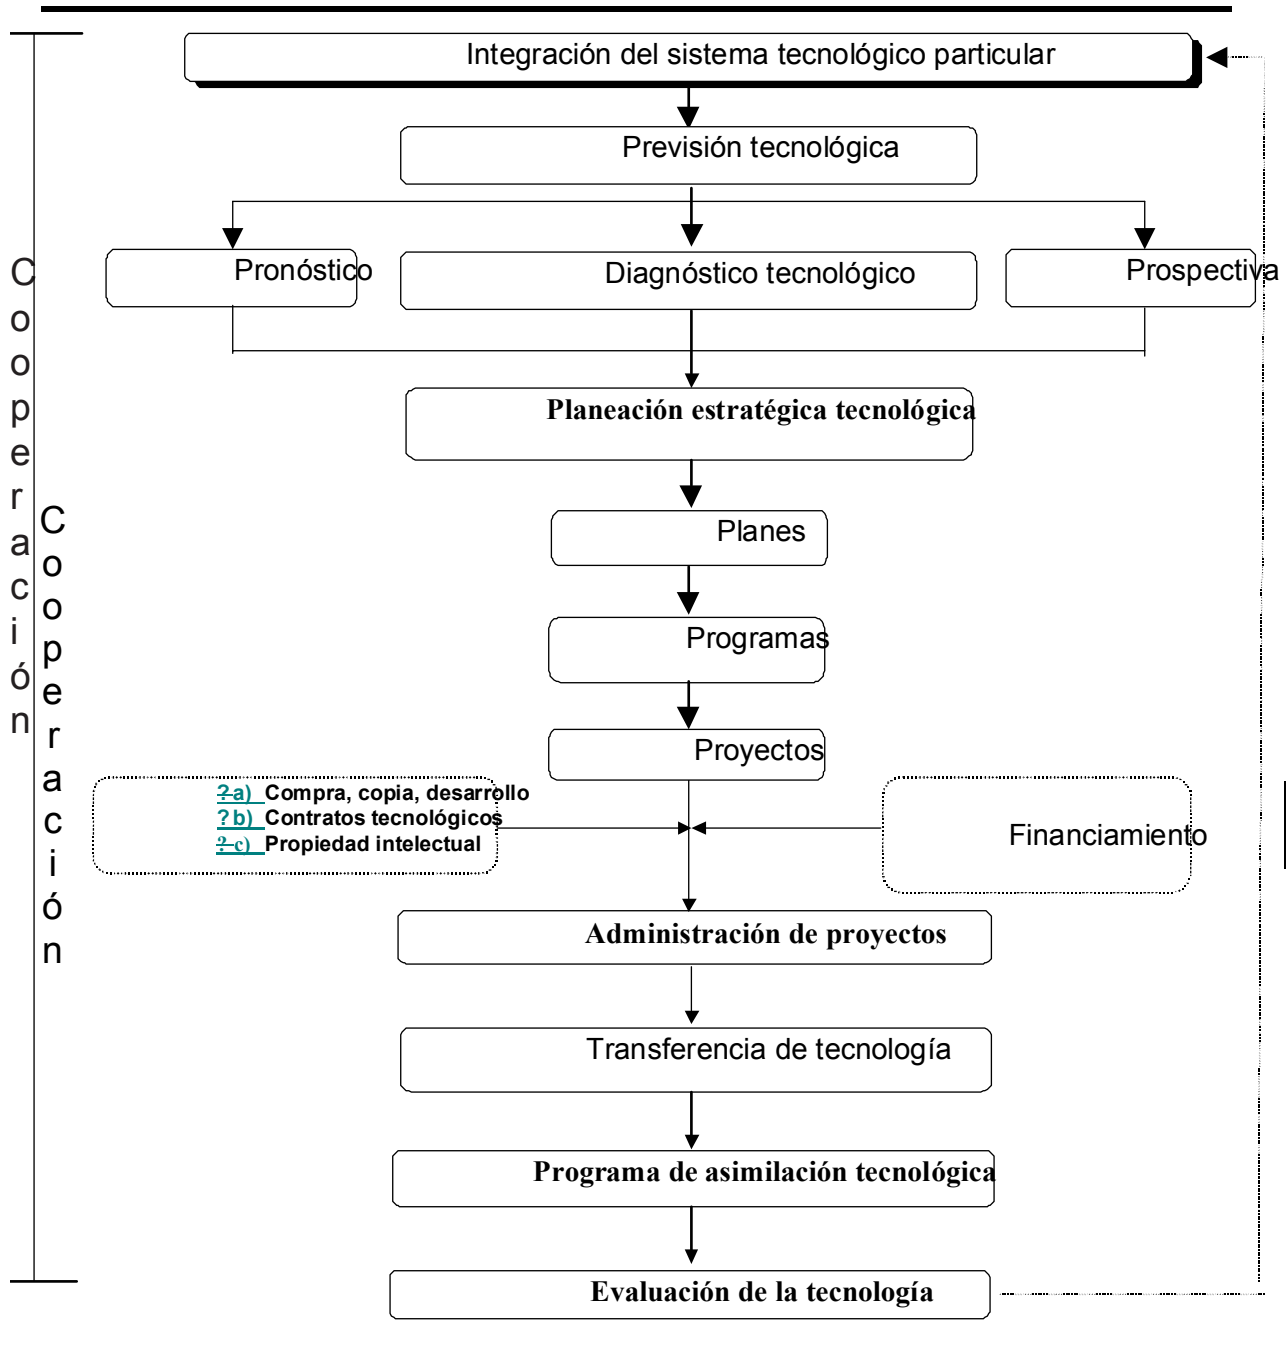 Integración del sistema tecnológico particular
Previsión tecnológica
Pronóstico
Diagnóstico tecnológico
Prospectiva
Cooperación
Cooperación
Planeación estratégica tecnológica
Planes
Programas
Proyectos
?a) Compra, copia, desarrollo
?b) Contratos tecnológicos
?c) Propiedad intelectual
Financiamiento
Administración de proyectos
Transferencia de tecnología
Programa de asimilación tecnológica
Evaluación de la tecnología